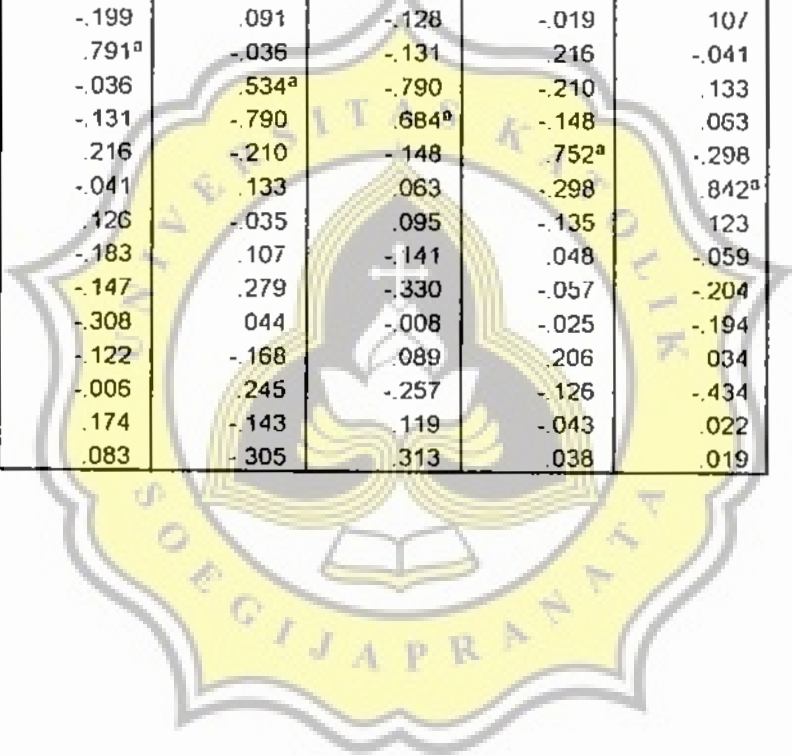 -.199 .091 -.128 -.019 .107
.791ª -.036 -.131 .216 -.041
-.036 .534ª -.790 -.210 .133
-.131 -.790 .684ª -.148 .063
.216 -.210 -.148 .752ª -.298
-.041 .133 .063 -.298 .842ª
.126 -.035 .095 -.135 .123
-.183 .107 -.141 .048 -.059
-.147 .279 -.330 -.057 -.204
-.308 .044 -.008 -.025 -.194
-.122 -.168 .089 .206 .034
-.006 .245 -.257 -.126 -.434
.174 -.143 .119 -.043 .022
.083 -.305 .313 .038 .019
UNIVERSITAS KATOLIK
SOEGIJAPRANATA